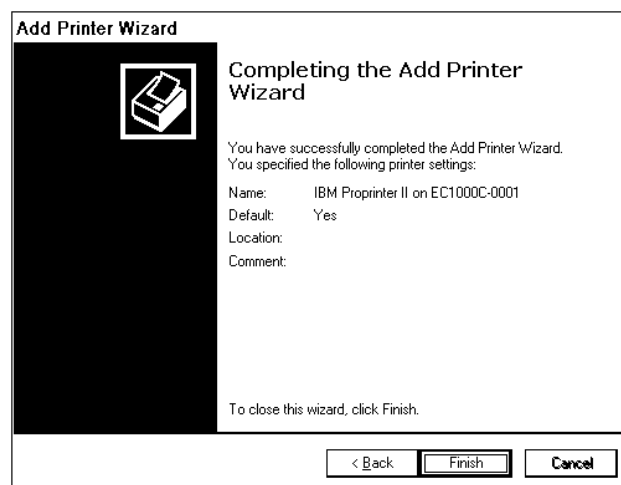 Add Printer Wizard
Completing the Add Printer
Wizard
You have successfully completed the Add Printer Wizard.
You specified the following printer settings:
Name: IBM Proprinter II on EC1000C-0001
Default: Yes
Location:
Comment:
To close this wizard, click Finish.
< Back Finish Cancel